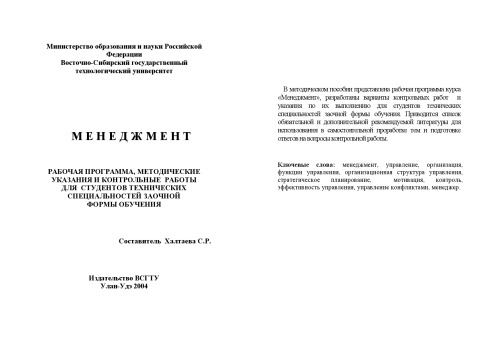 Министерство образования и науки Российской
Федерации
Восточно-Сибирский государственный
технологический университет
М Е Н Е Д Ж М Е Н Т
РАБОЧАЯ ПРОГРАММА, МЕТОДИЧЕСКИЕ
УКАЗАНИЯ И КОНТРОЛЬНЫЕ РАБОТЫ
ДЛЯ СТУДЕНТОВ ТЕХНИЧЕСКИХ
СПЕЦИАЛЬНОСТЕЙ ЗАОЧНОЙ
ФОРМЫ ОБУЧЕНИЯ
Составитель Халтаева С.Р.
Издательство ВСГТУ
Улан-Удэ 2004
В методическом пособии представлена рабочая программа курса
«Менеджмент», разработаны варианты контрольных работ и
указания по их выполнению для студентов технических
специальностей заочной формы обучения. Приводится список
обязательной и дополнительной рекомендуемой литературы для
использования в самостоятельной проработке тем и подготовке
ответов на вопросы контрольной работы.
Ключевые слова: менеджмент, управление, организация,
функции управления, организационная структура управления,
стратегическое планирование, мотивация, контроль,
эффективность управления, управление конфликтами, менеджер.